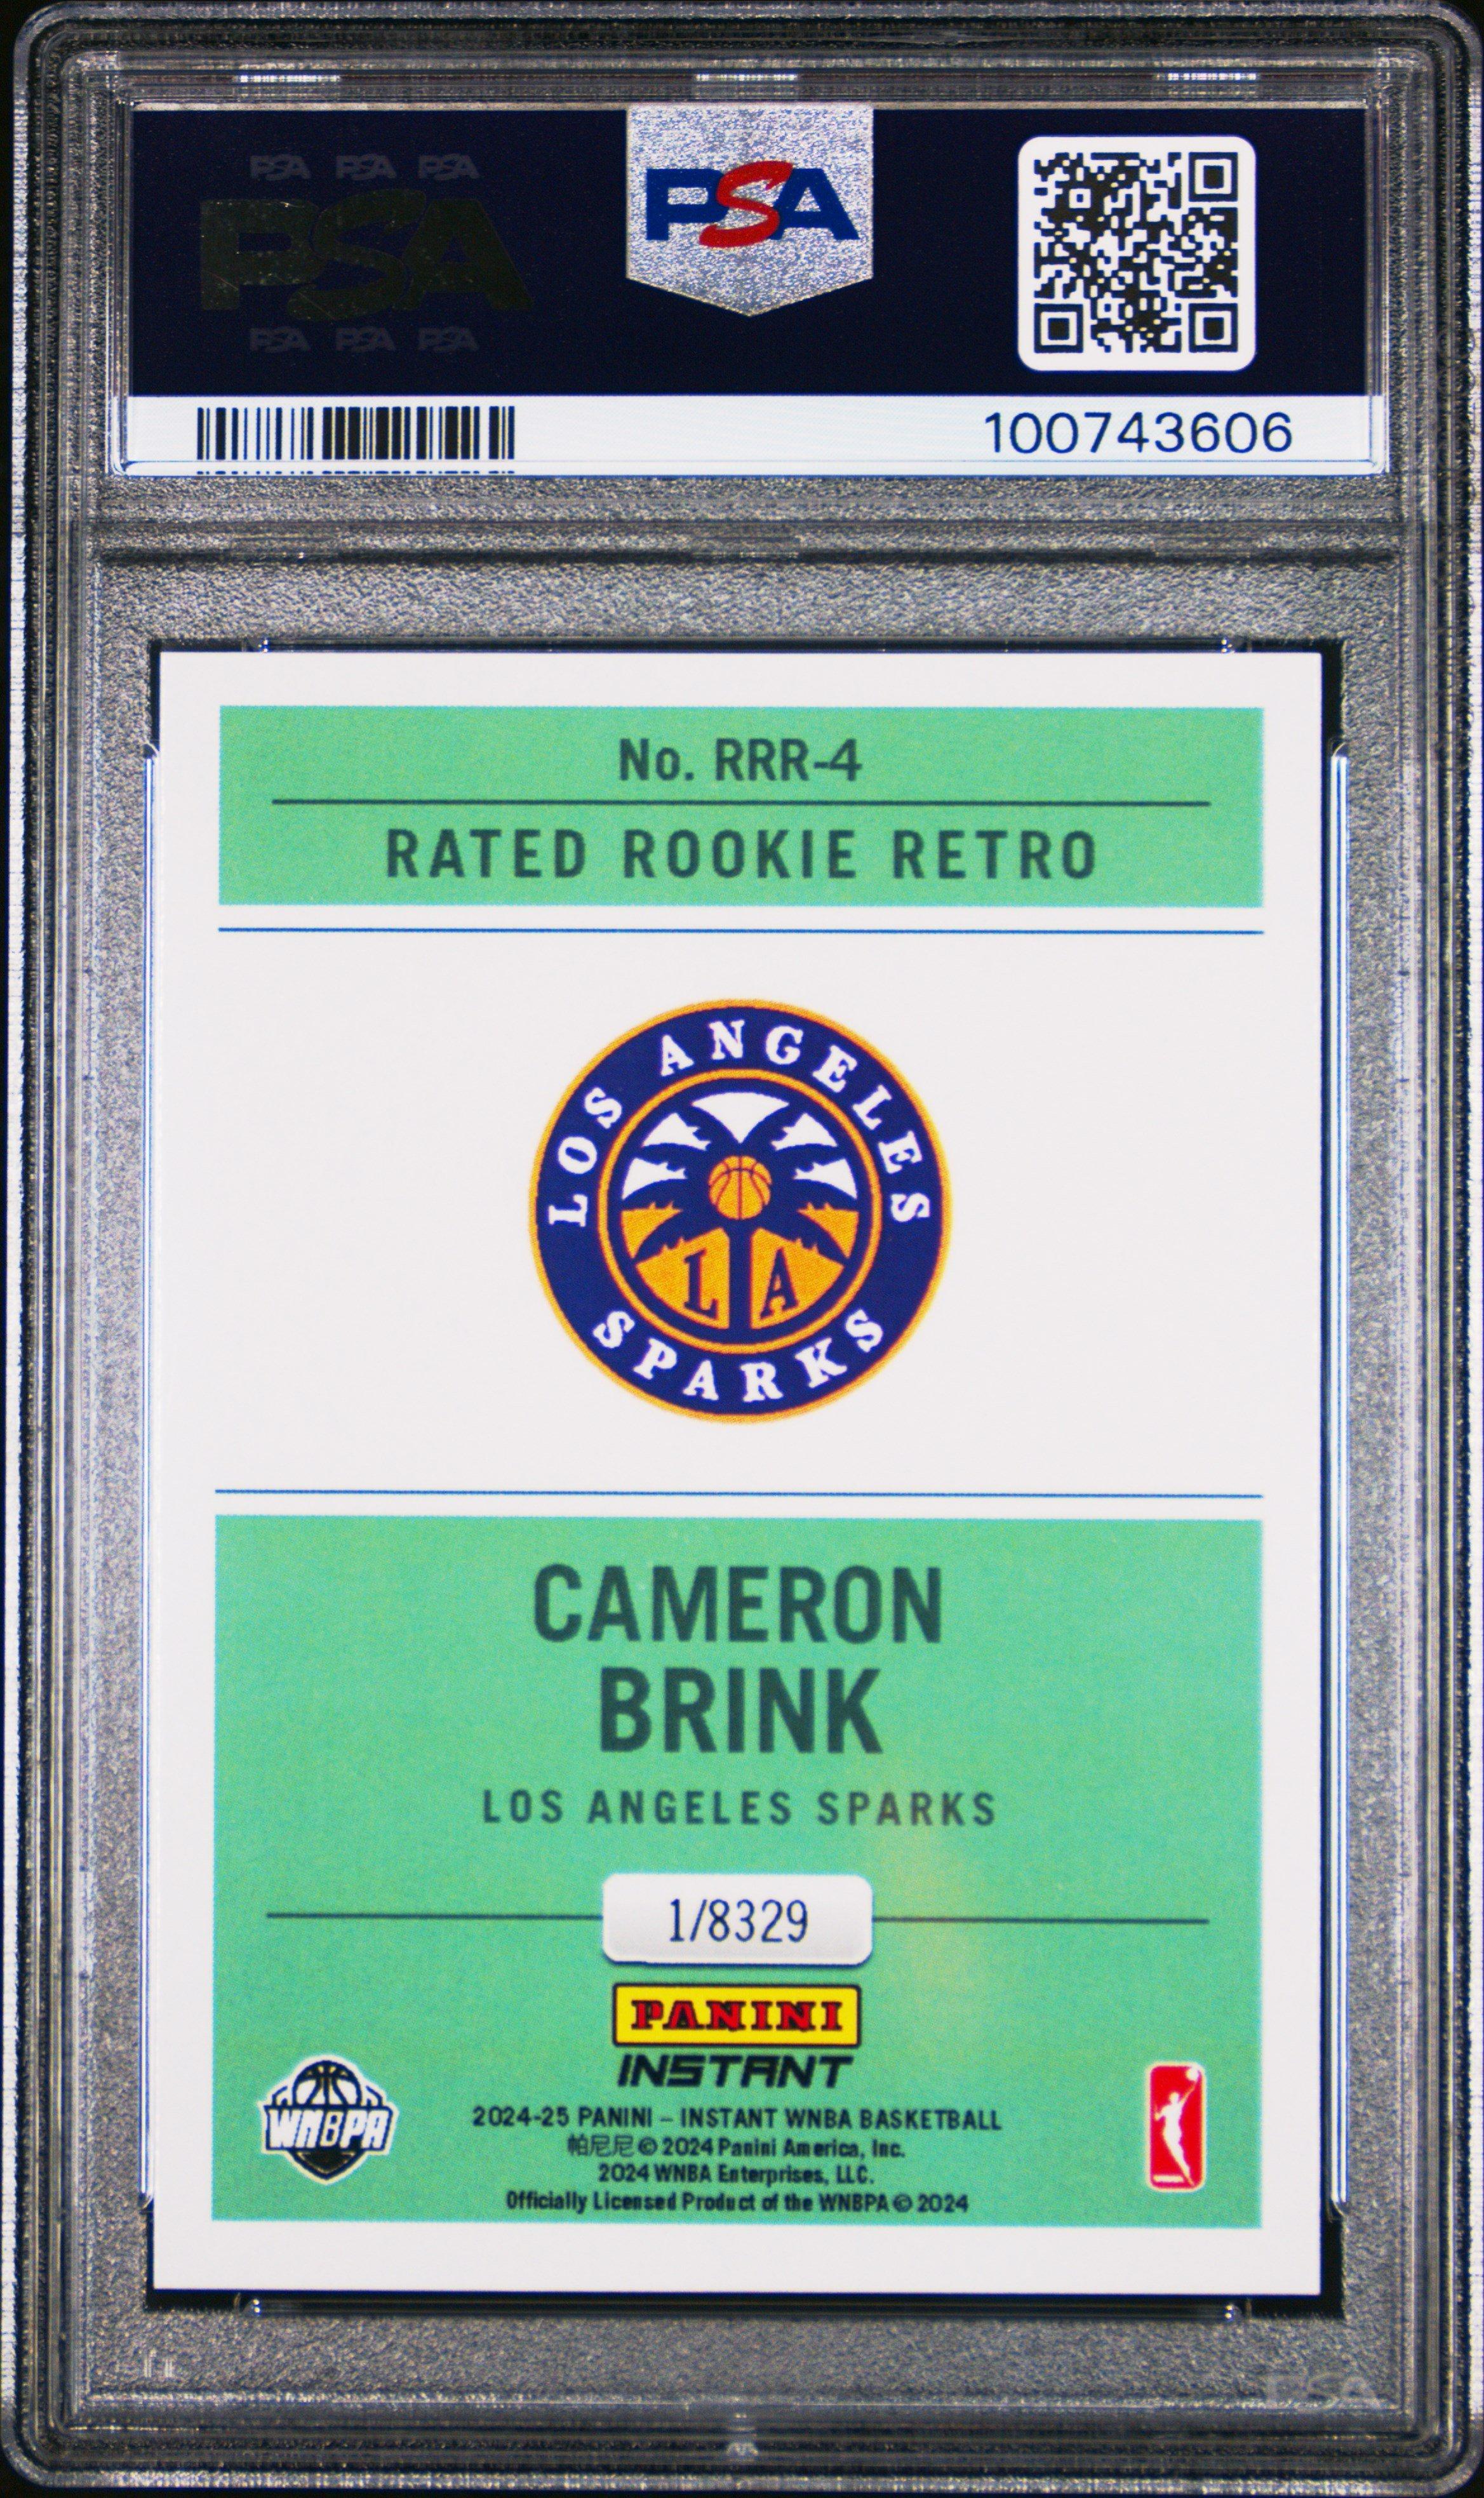 PSA PSA PSA
PSA
PSA PSA PSA
PSA
100743606
No. RRR-4
RATED ROOKIE RETRO
LOS ANGELES
L A
SPARKS
CAMERON
BRINK
LOS ANGELES SPARKS
1/8329
PANINI
INSTANT
WNBPA
2024-25 PANINI – INSTANT WNBA BASKETBALL
帕尼尼 © 2024 Panini America, Inc.
2024 WNBA Enterprises, LLC.
Officially Licensed Product of the WNBPA © 2024
PSA